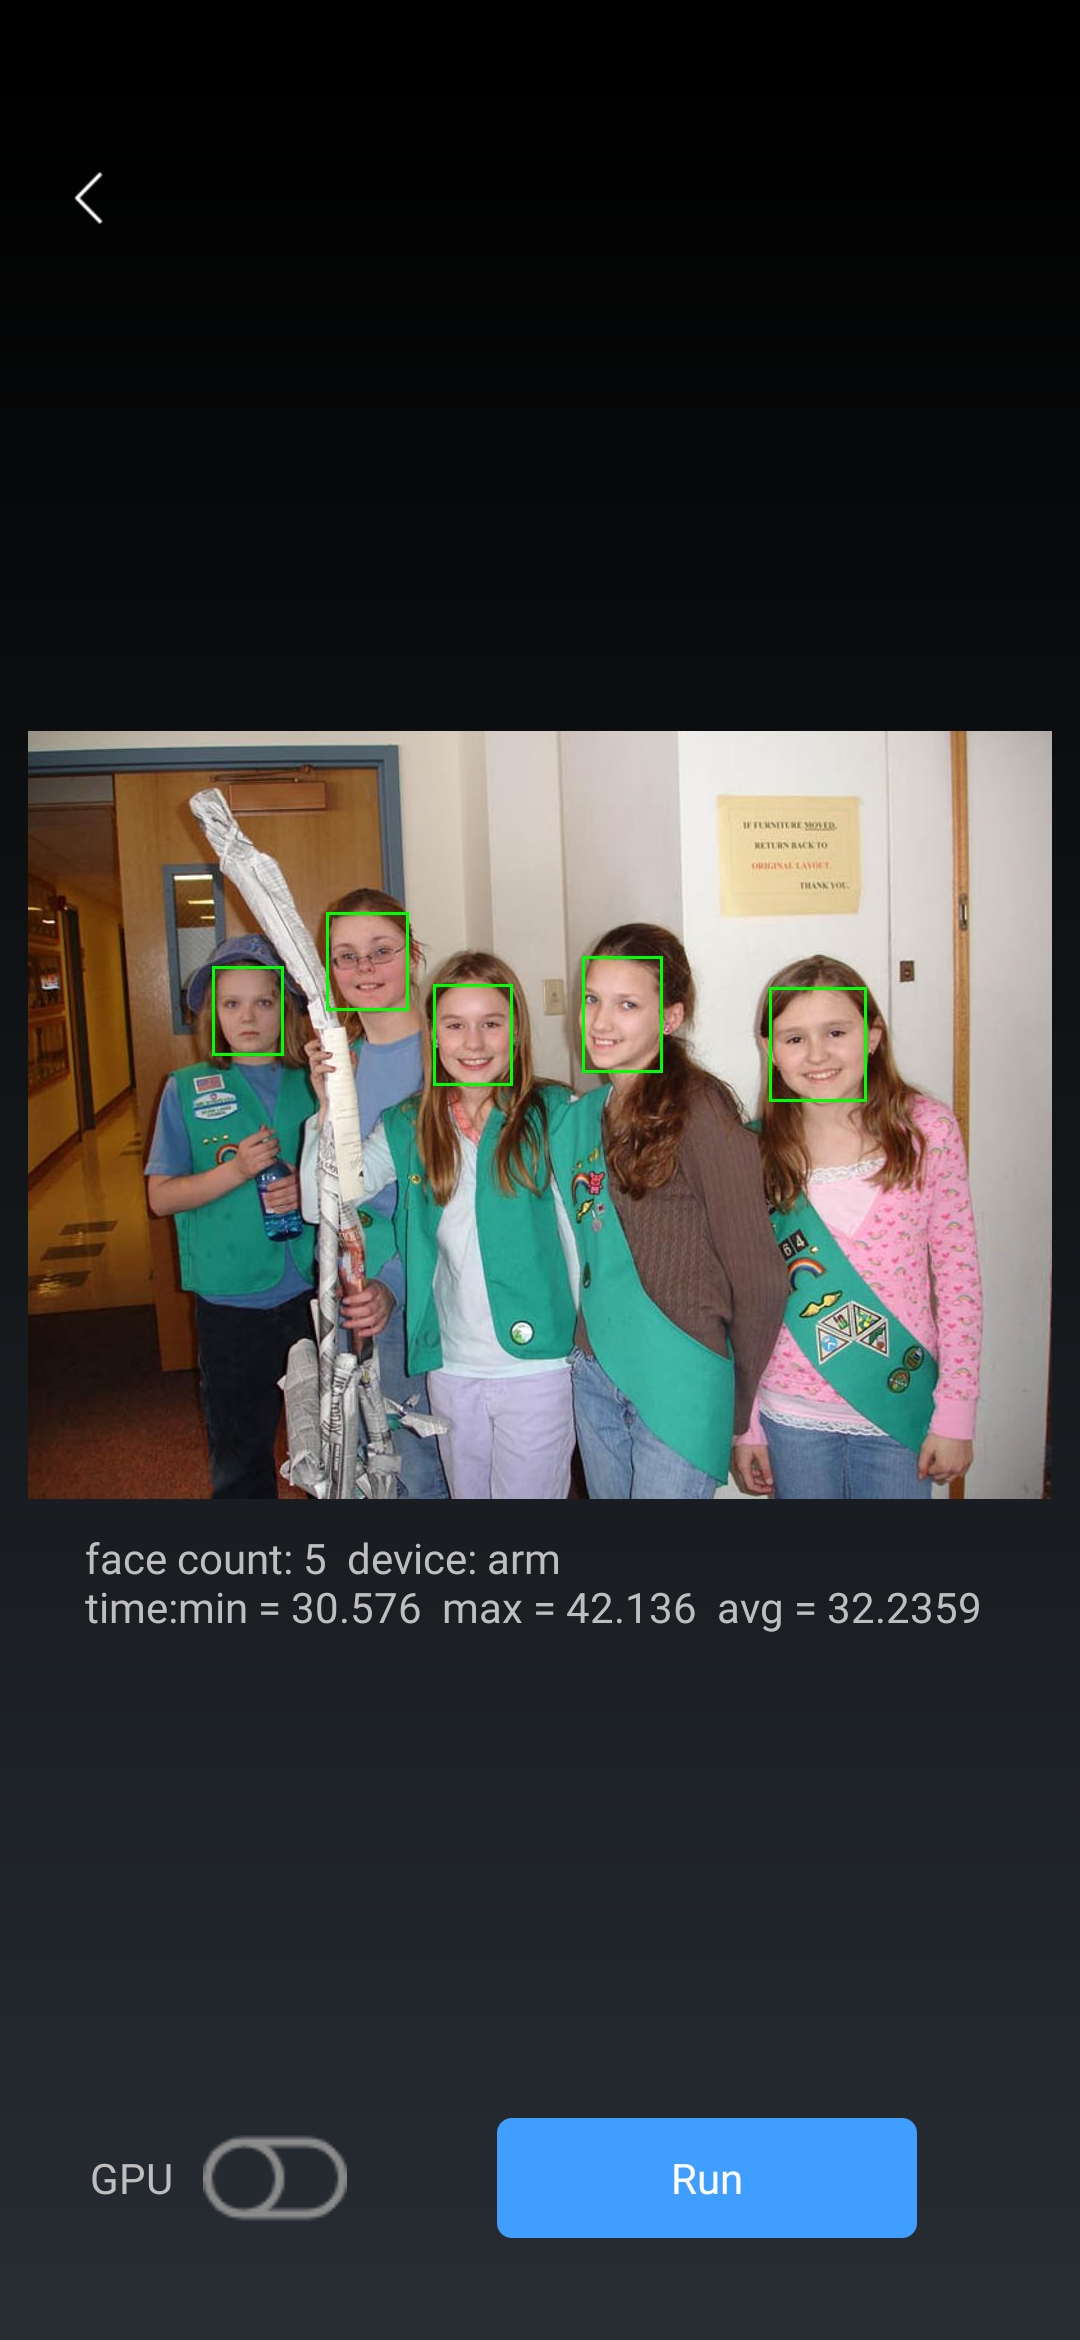 IF FURNITURE MOVED,
RETURN BACK TO
ORIGINAL LAYOUT.
THANK YOU.
64
face count: 5  device: arm
time:min = 30.576  max = 42.136  avg = 32.2359
GPU
Run